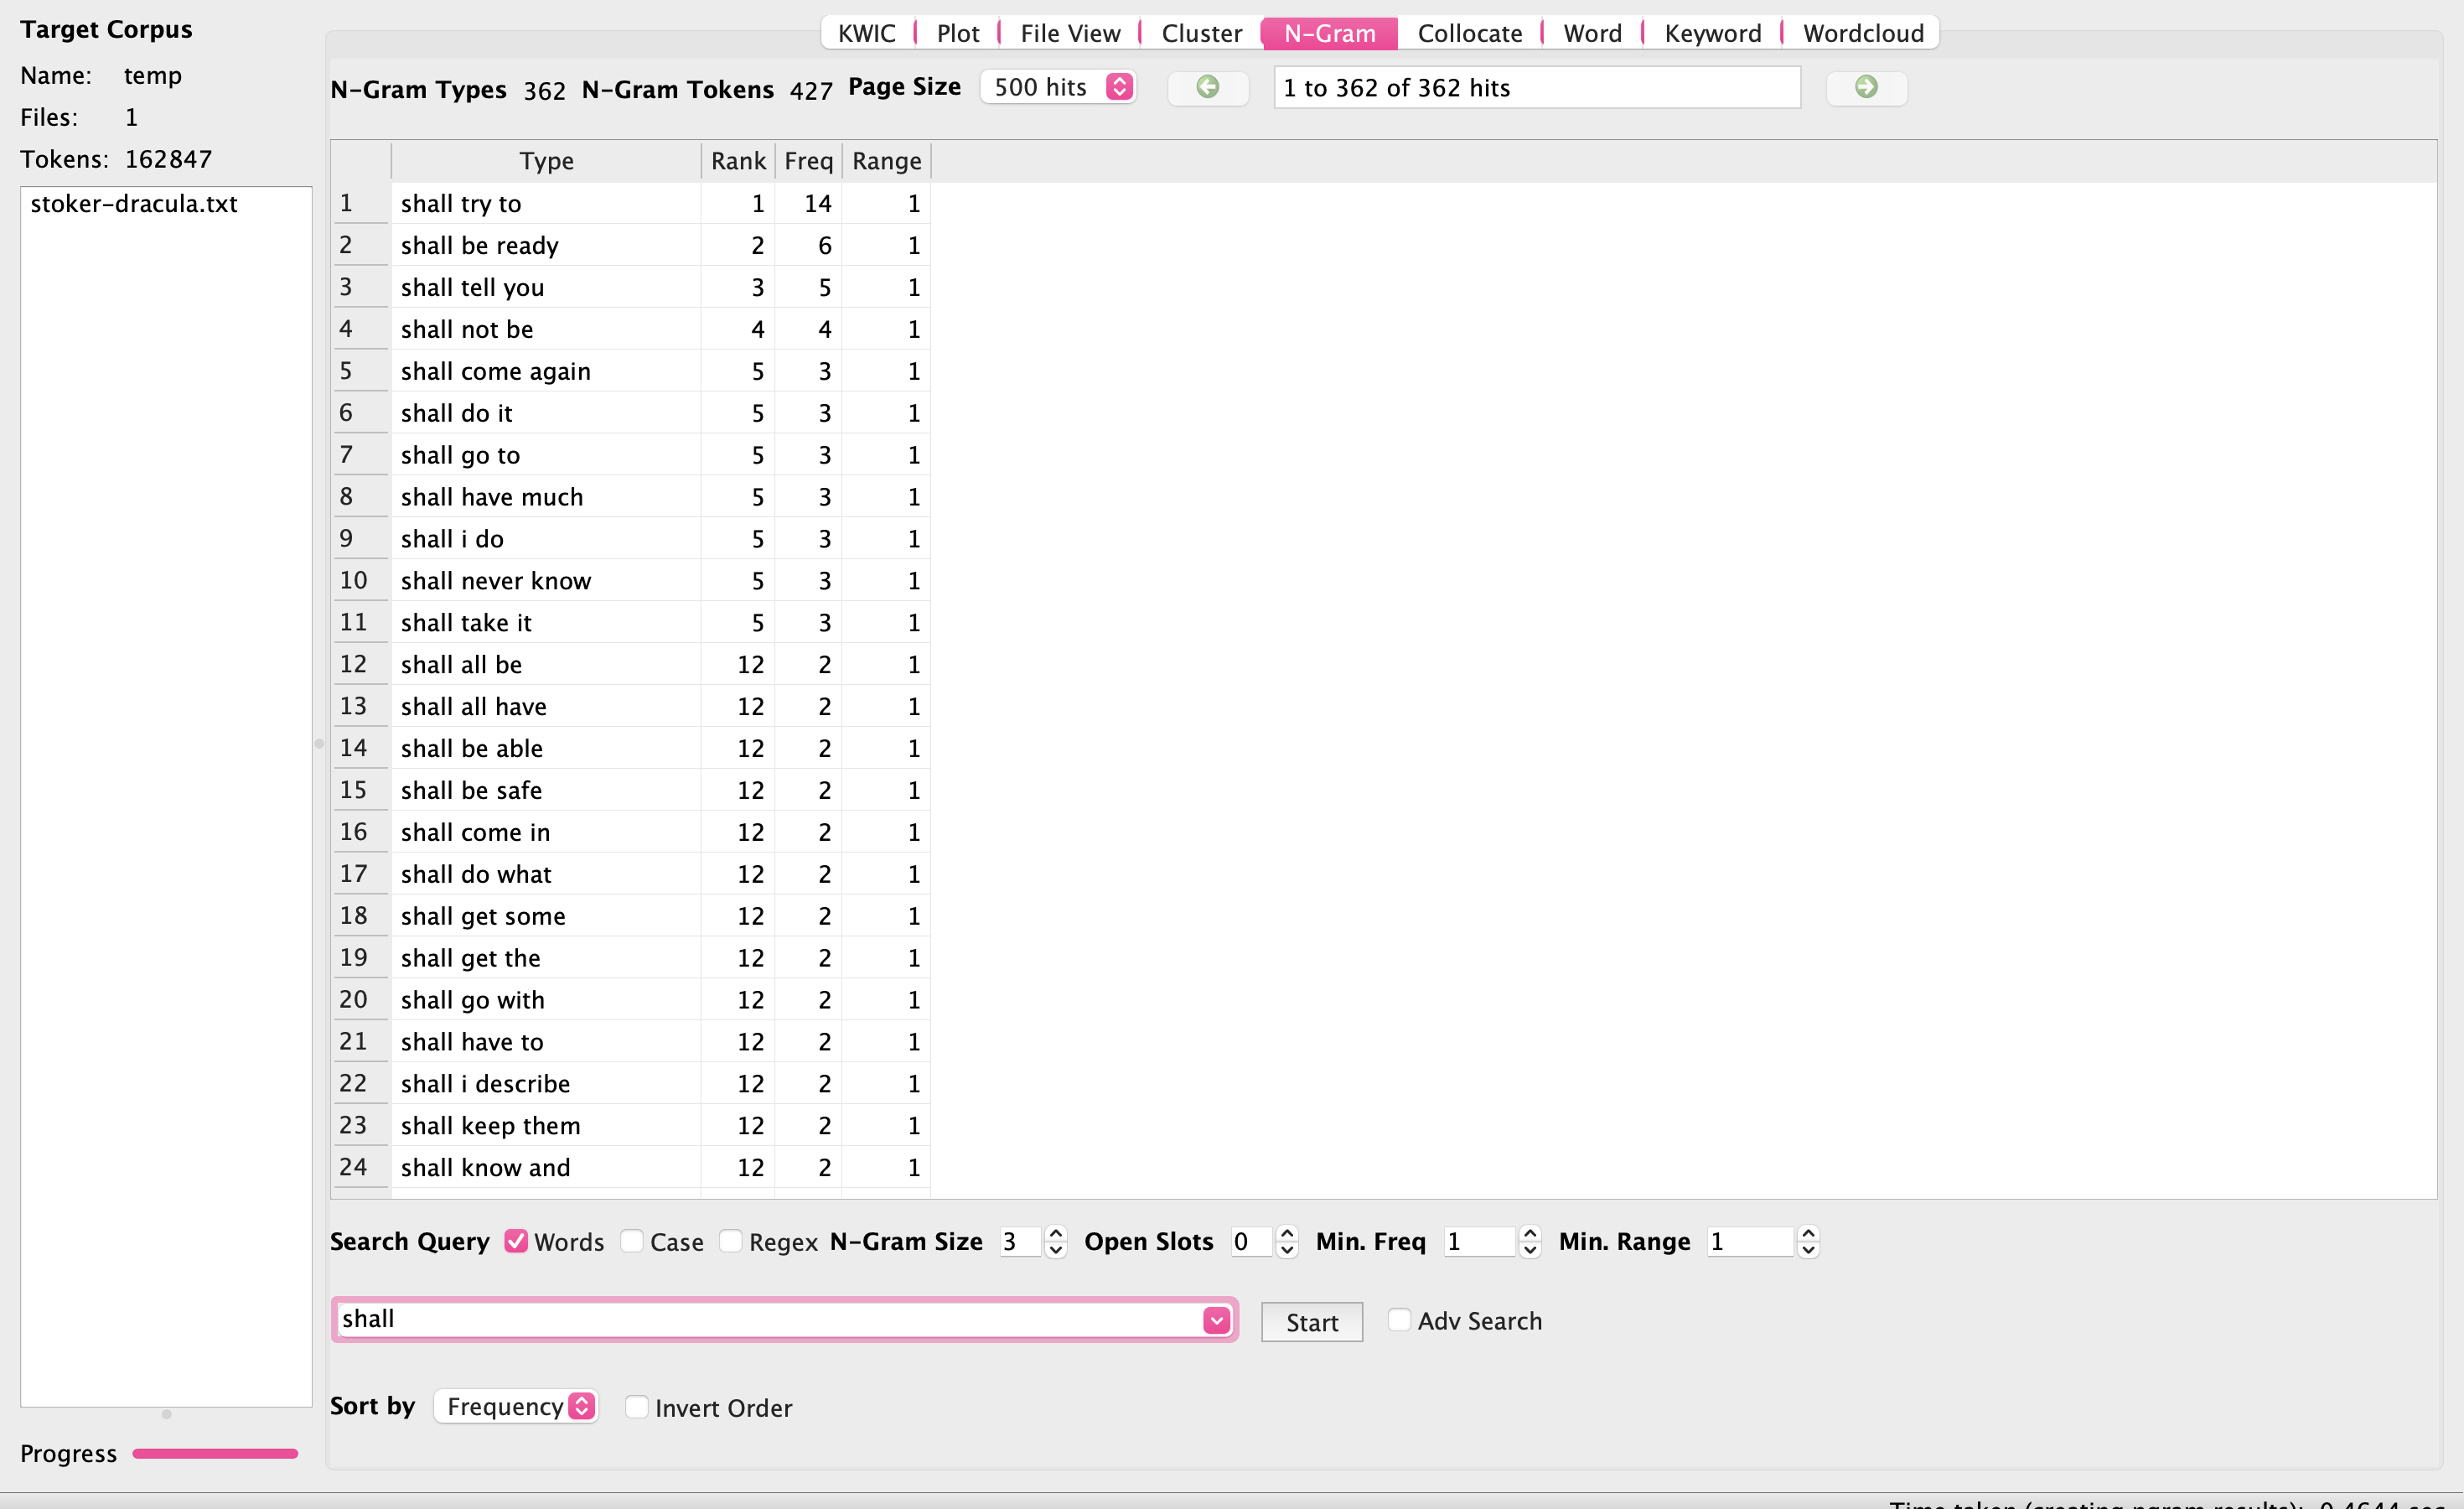 Target Corpus
Name: temp
Files: 1
Tokens: 162847
stoker-dracula.txt
Progress
KWIC Plot File View Cluster N-Gram Collocate Word Keyword Wordcloud
N-Gram Types 362 N-Gram Tokens 427 Page Size 500 hits 1 to 362 of 362 hits
Type Rank Freq Range
1 shall try to 1 14 1
2 shall be ready 2 6 1
3 shall tell you 3 5 1
4 shall not be 4 4 1
5 shall come again 5 3 1
6 shall do it 5 3 1
7 shall go to 5 3 1
8 shall have much 5 3 1
9 shall i do 5 3 1
10 shall never know 5 3 1
11 shall take it 5 3 1
12 shall all be 12 2 1
13 shall all have 12 2 1
14 shall be able 12 2 1
15 shall be safe 12 2 1
16 shall come in 12 2 1
17 shall do what 12 2 1
18 shall get some 12 2 1
19 shall get the 12 2 1
20 shall go with 12 2 1
21 shall have to 12 2 1
22 shall i describe 12 2 1
23 shall keep them 12 2 1
24 shall know and 12 2 1
Search Query Words Case Regex N-Gram Size 3 Open Slots 0 Min. Freq 1 Min. Range 1
shall Start Adv Search
Sort by Frequency Invert Order
Time taken (creating ngram results): 0.4644 sec